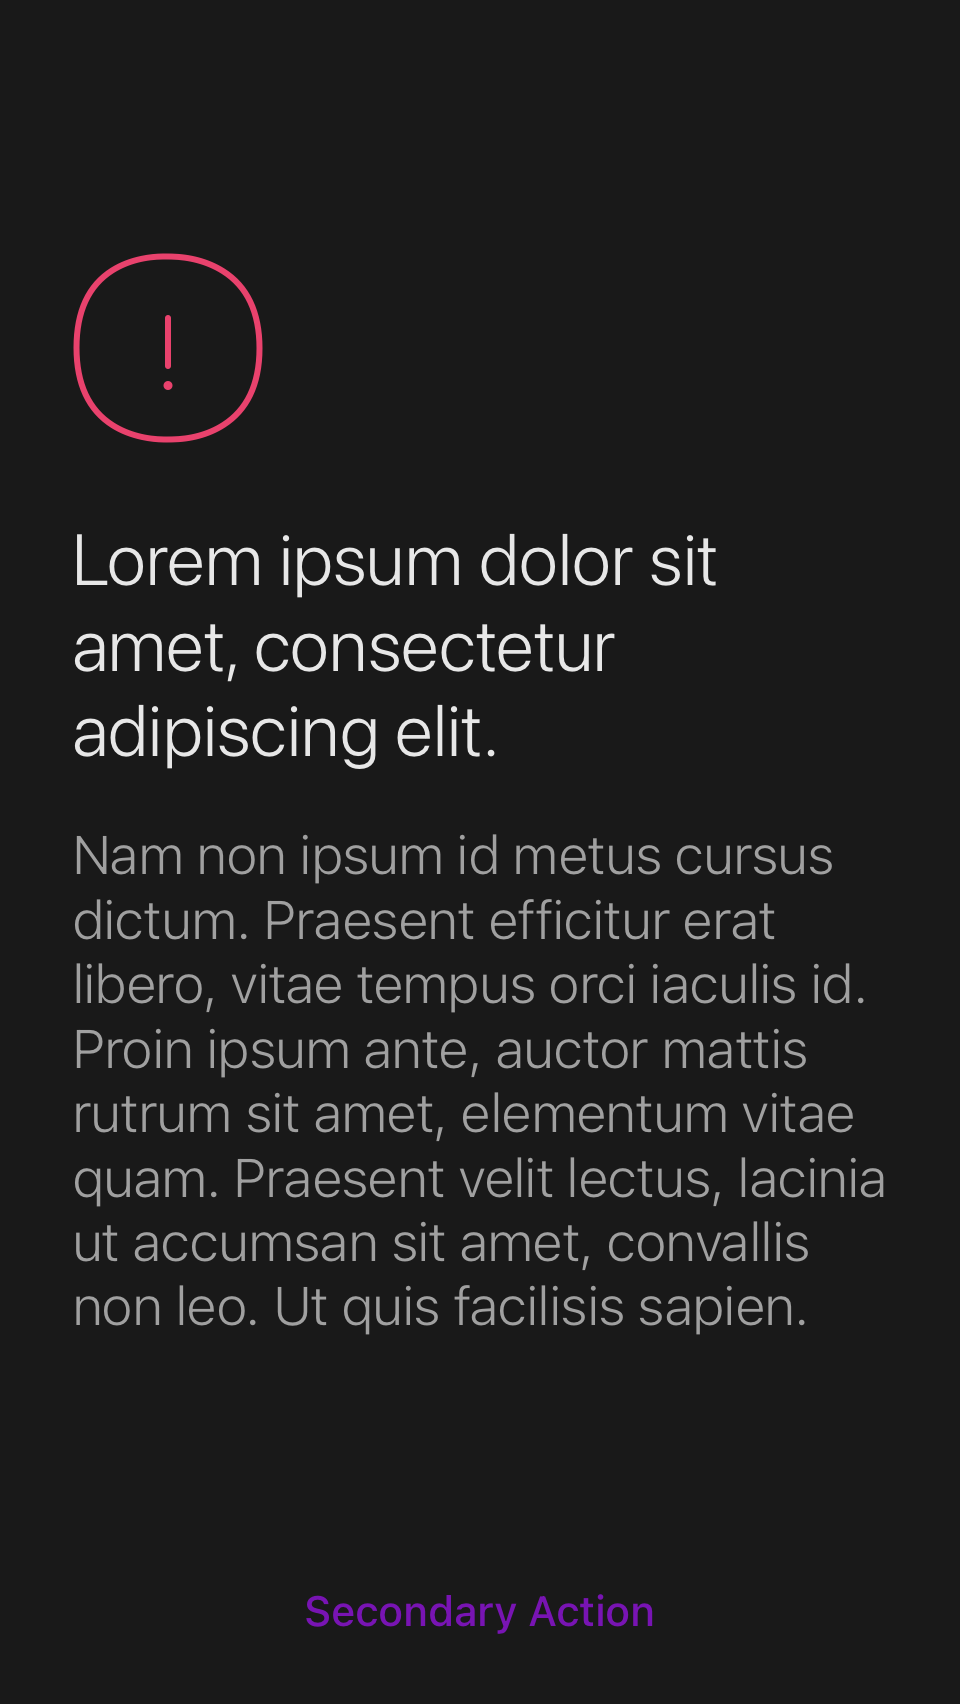 !
Lorem ipsum dolor sit
amet, consectetur
adipiscing elit.
Nam non ipsum id metus cursus
dictum. Praesent efficitur erat
libero, vitae tempus orci iaculis id.
Proin ipsum ante, auctor mattis
rutrum sit amet, elementum vitae
quam. Praesent velit lectus, lacinia
ut accumsan sit amet, convallis
non leo. Ut quis facilisis sapien.
Secondary Action